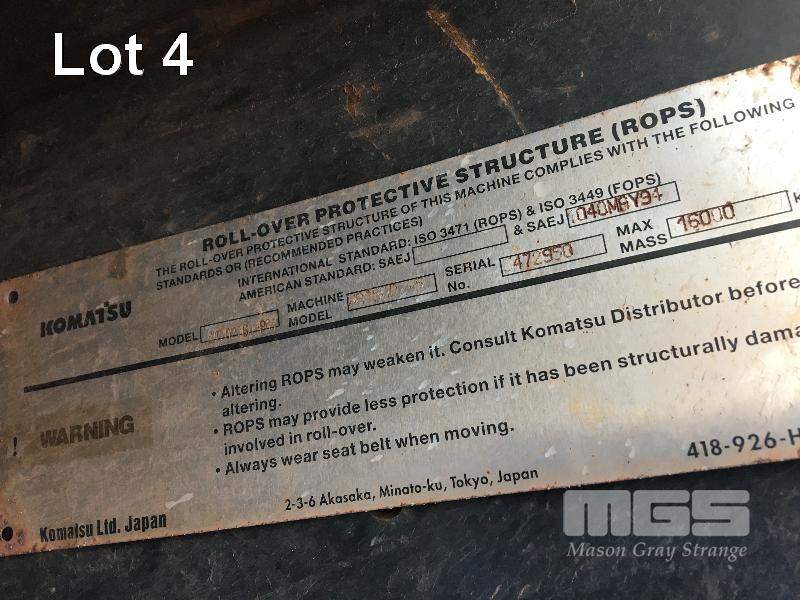 Lot 4
ROLL-OVER PROTECTIVE STRUCTURE (ROPS)
THE ROLL-OVER PROTECTIVE STRUCTURE OF THIS MACHINE COMPLIES WITH THE FOLLOWING
STANDARDS OR (RECOMMENDED PRACTICES)
INTERNATIONAL STANDARD: ISO 3471 (ROPS) & ISO 3449 (FOPS)
AMERICAN STANDARD: SAEJ & SAEJ 1040MAY94
KOMATSU
MODEL MACHINE MODEL SERIAL No. 472950 MAX MASS 16000
• Altering ROPS may weaken it. Consult Komatsu Distributor before
altering.
• ROPS may provide less protection if it has been structurally
involved in roll-over.
• Always wear seat belt when moving.
! WARNING
418-926-H
2-3-6 Akasaka, Minato-ku, Tokyo, Japan
Komatsu Ltd. Japan
MGS
Mason Gray Strange